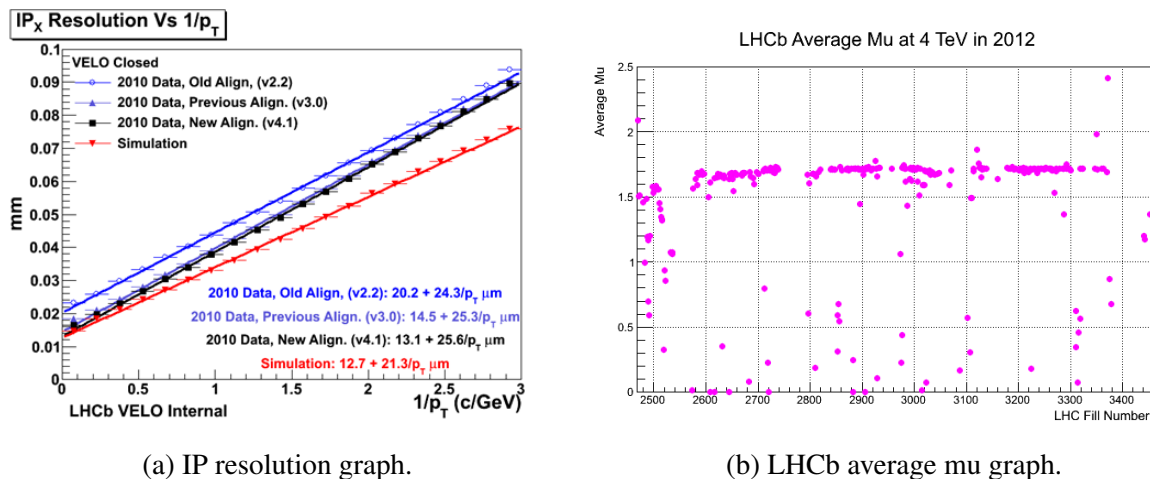 IPX Resolution Vs 1/pT
0.1
0.09
0.08
0.07
0.06
0.05
0.04
0.03
0.02
0.01
0
mm
VELO Closed
2010 Data, Old Align, (v2.2)
2010 Data, Previous Align. (v3.0)
2010 Data, New Align. (v4.1)
Simulation
2010 Data, Old Align, (v2.2): 20.2 + 24.3/pT μm
2010 Data, Previous Align. (v3.0): 14.5 + 25.3/pT μm
2010 Data, New Align. (v4.1): 13.1 + 25.6/pT μm
Simulation: 12.7 + 21.3/pT μm
0 0.5 1 1.5 2 2.5 3
LHCb VELO Internal
1/pT (c/GeV)
(a) IP resolution graph.
LHCb Average Mu at 4 TeV in 2012
Average Mu
2.5
2
1.5
1
0.5
0
2500 2600 2700 2800 2900 3000 3100 3200 3300 3400
LHC Fill Number
(b) LHCb average mu graph.